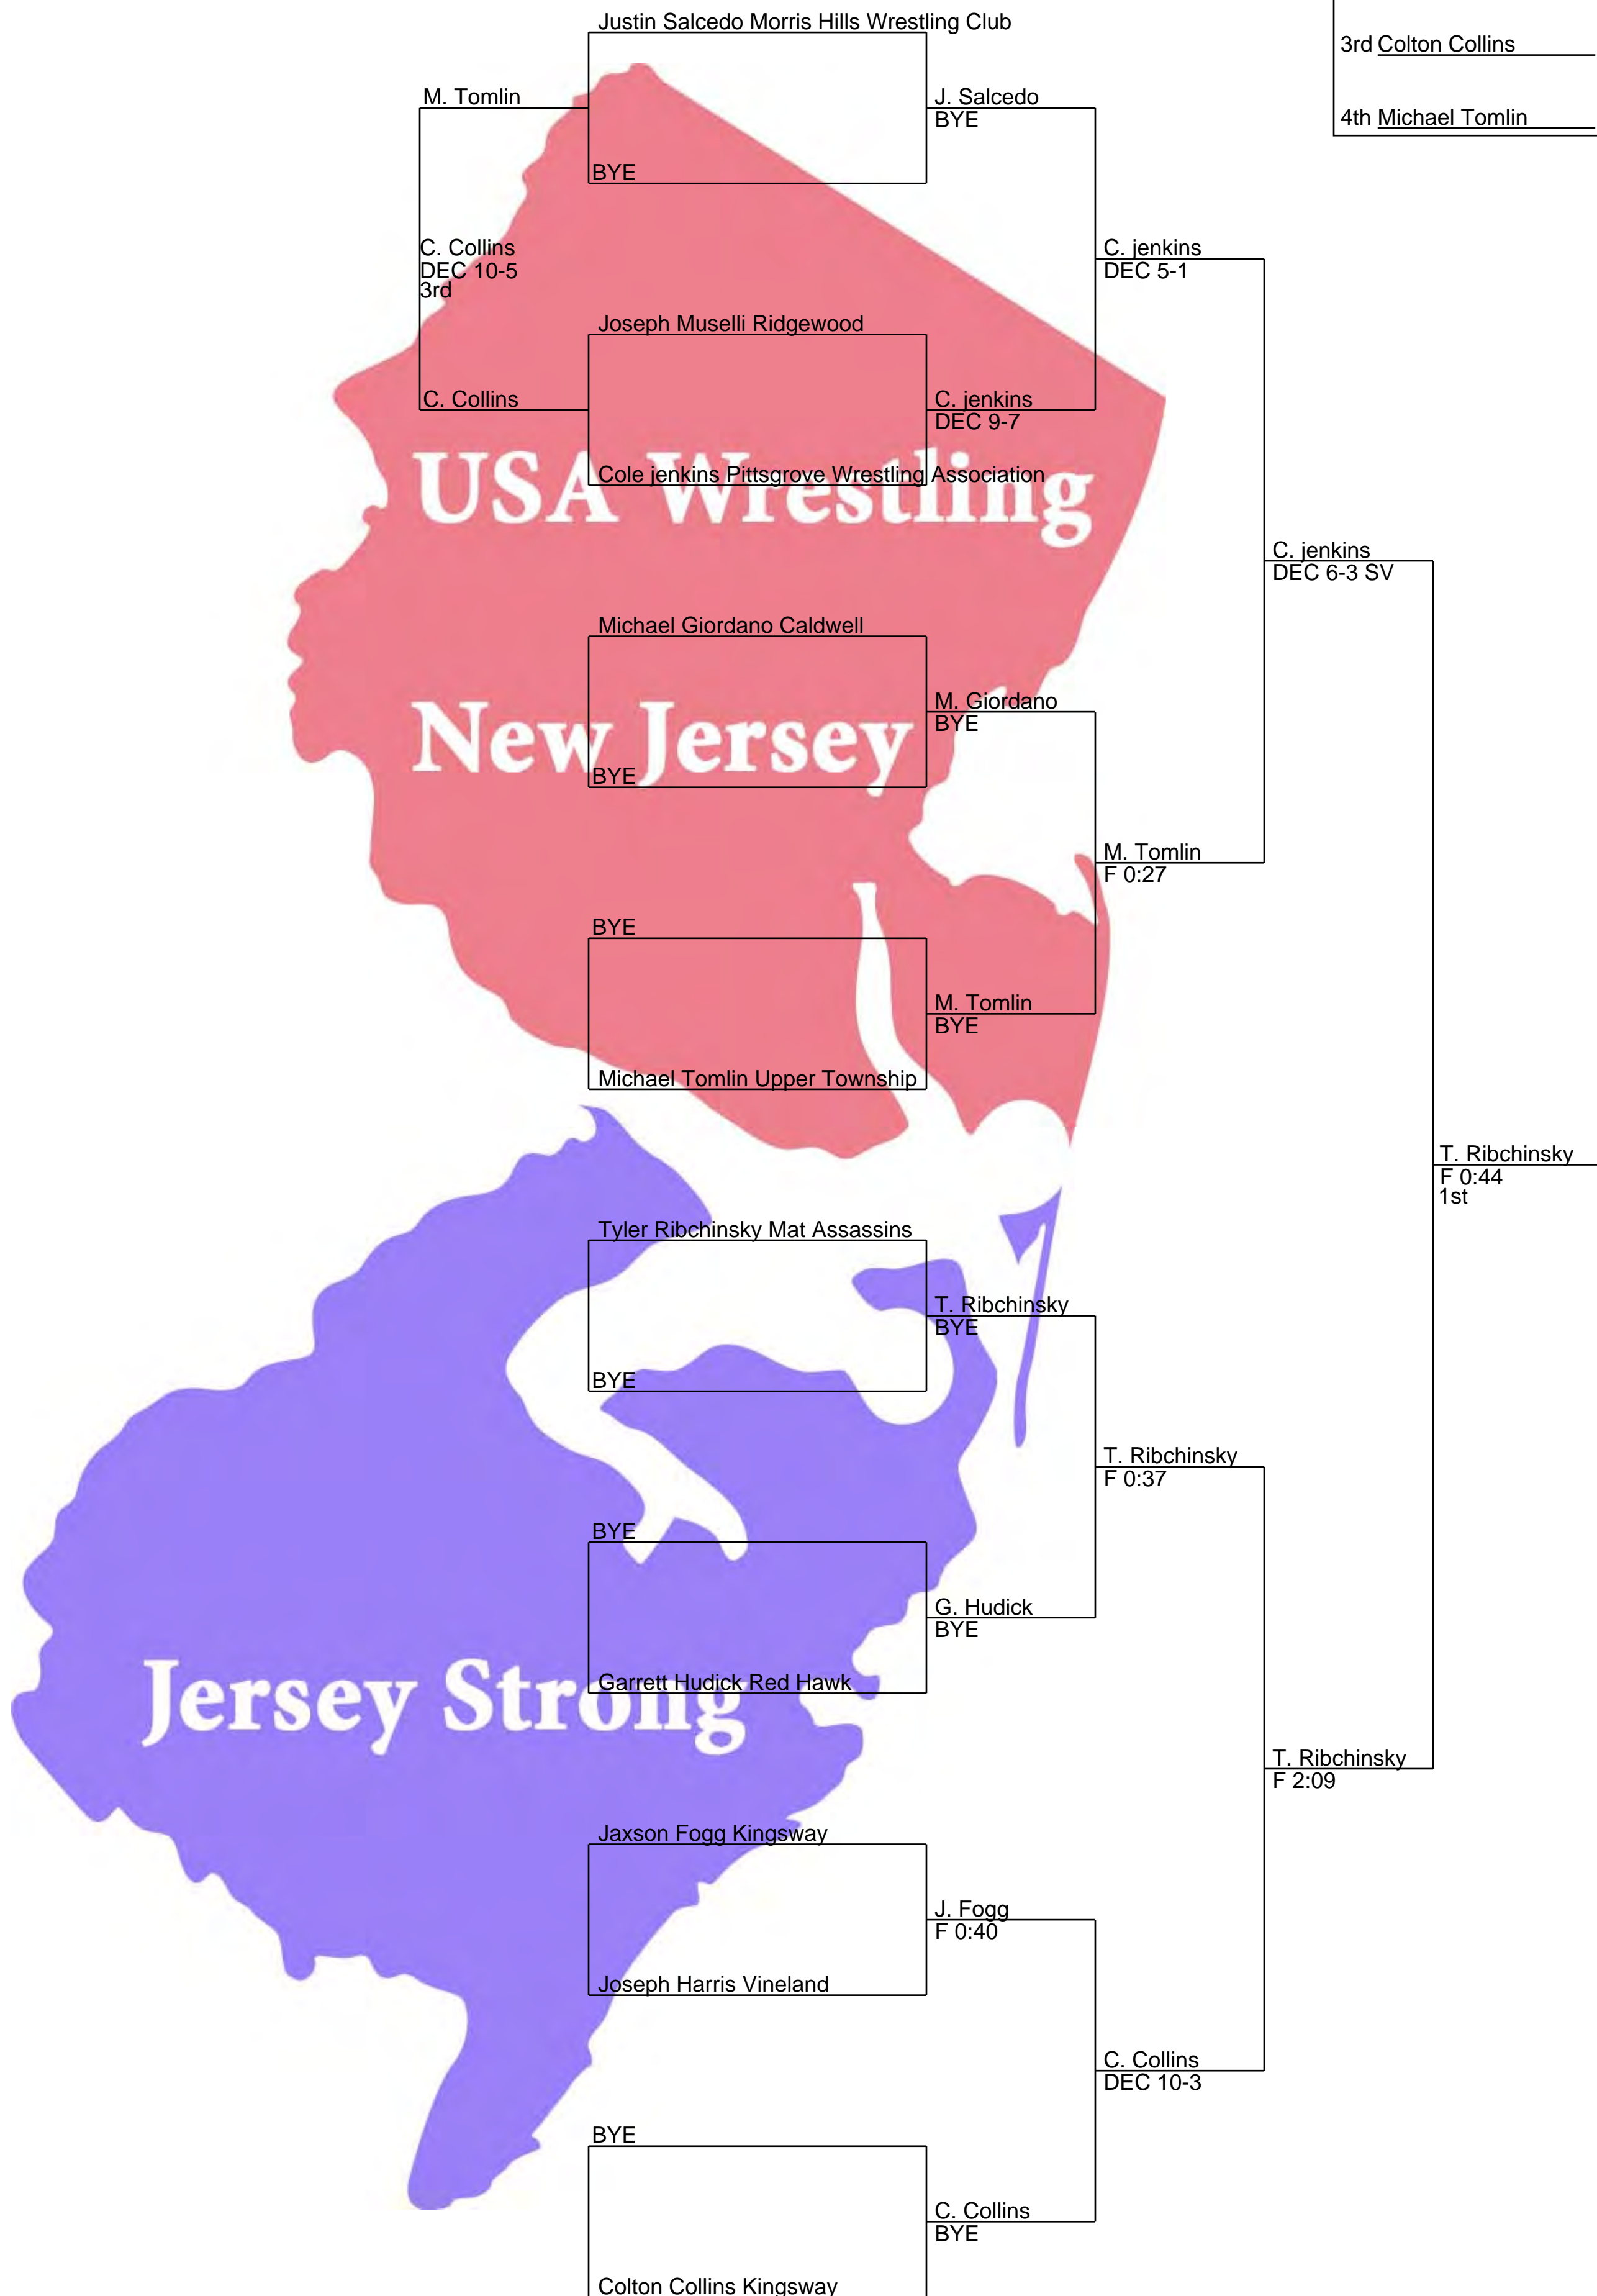 Justin Salcedo Morris Hills Wrestling Club
3rd Colton Collins
M. Tomlin
J. Salcedo
BYE
4th Michael Tomlin
BYE
C. Collins
DEC 10-5
3rd
C. jenkins
DEC 5-1
Joseph Muselli Ridgewood
C. Collins
C. jenkins
DEC 9-7
Cole jenkins Pittsgrove Wrestling Association
USA Wrestling
C. jenkins
DEC 6-3 SV
Michael Giordano Caldwell
M. Giordano
BYE
New Jersey
BYE
M. Tomlin
F 0:27
BYE
M. Tomlin
BYE
Michael Tomlin Upper Township
T. Ribchinsky
F 0:44
1st
Tyler Ribchinsky Mat Assassins
T. Ribchinsky
BYE
BYE
T. Ribchinsky
F 0:37
BYE
G. Hudick
BYE
Garrett Hudick Red Hawk
Jersey Strong
T. Ribchinsky
F 2:09
Jaxson Fogg Kingsway
J. Fogg
F 0:40
Joseph Harris Vineland
C. Collins
DEC 10-3
BYE
C. Collins
BYE
Colton Collins Kingsway